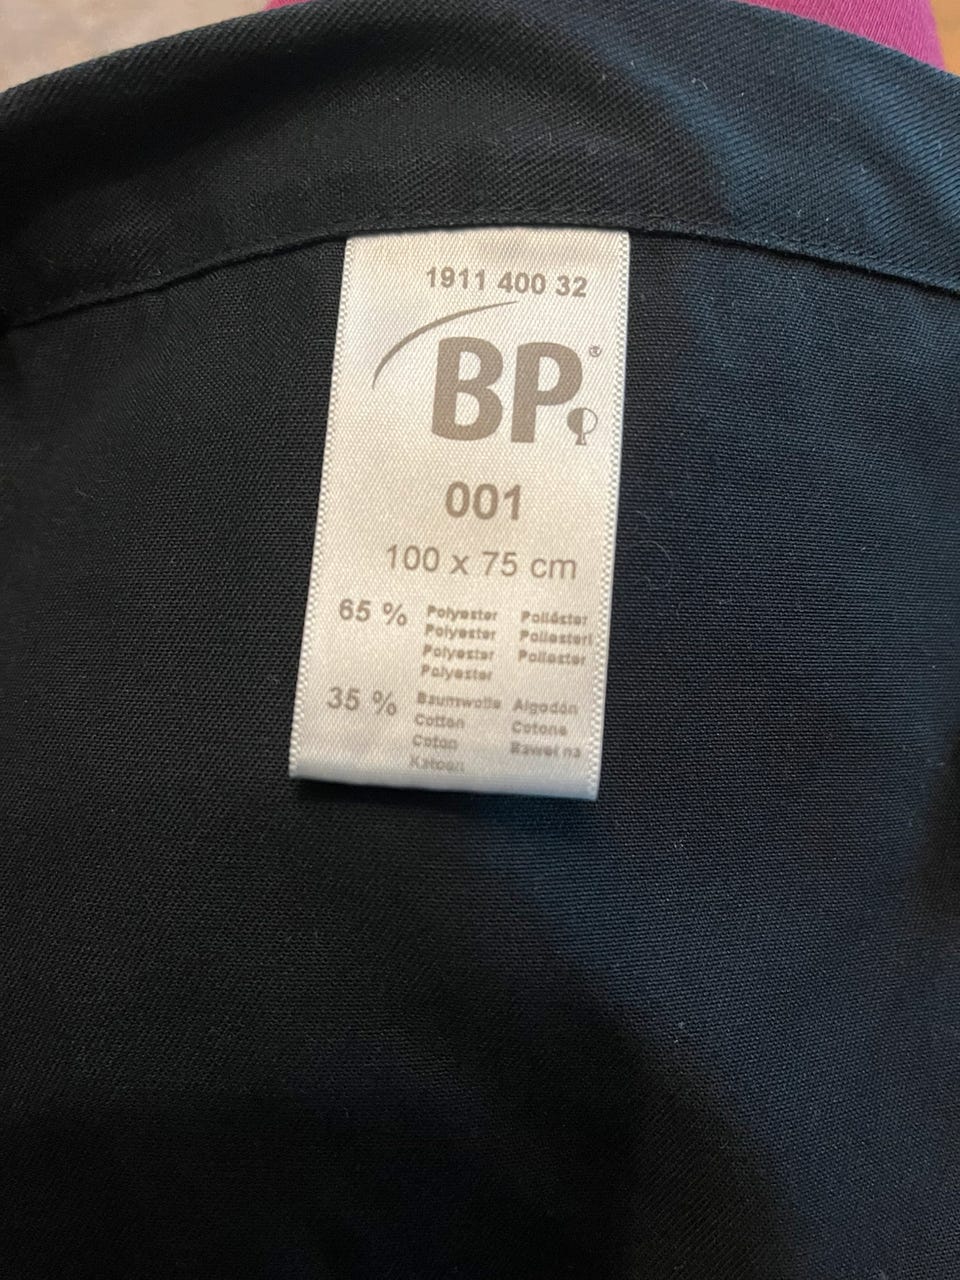 1911 400 32
BP®
001
100 x 75 cm
65 % Polyester Poliéster
Polyester Poliesteri
Polyester Poliester
Polyester
35 % Baumwolle Algodón
Cotton Cotone
Coton Bawełna
Katoen